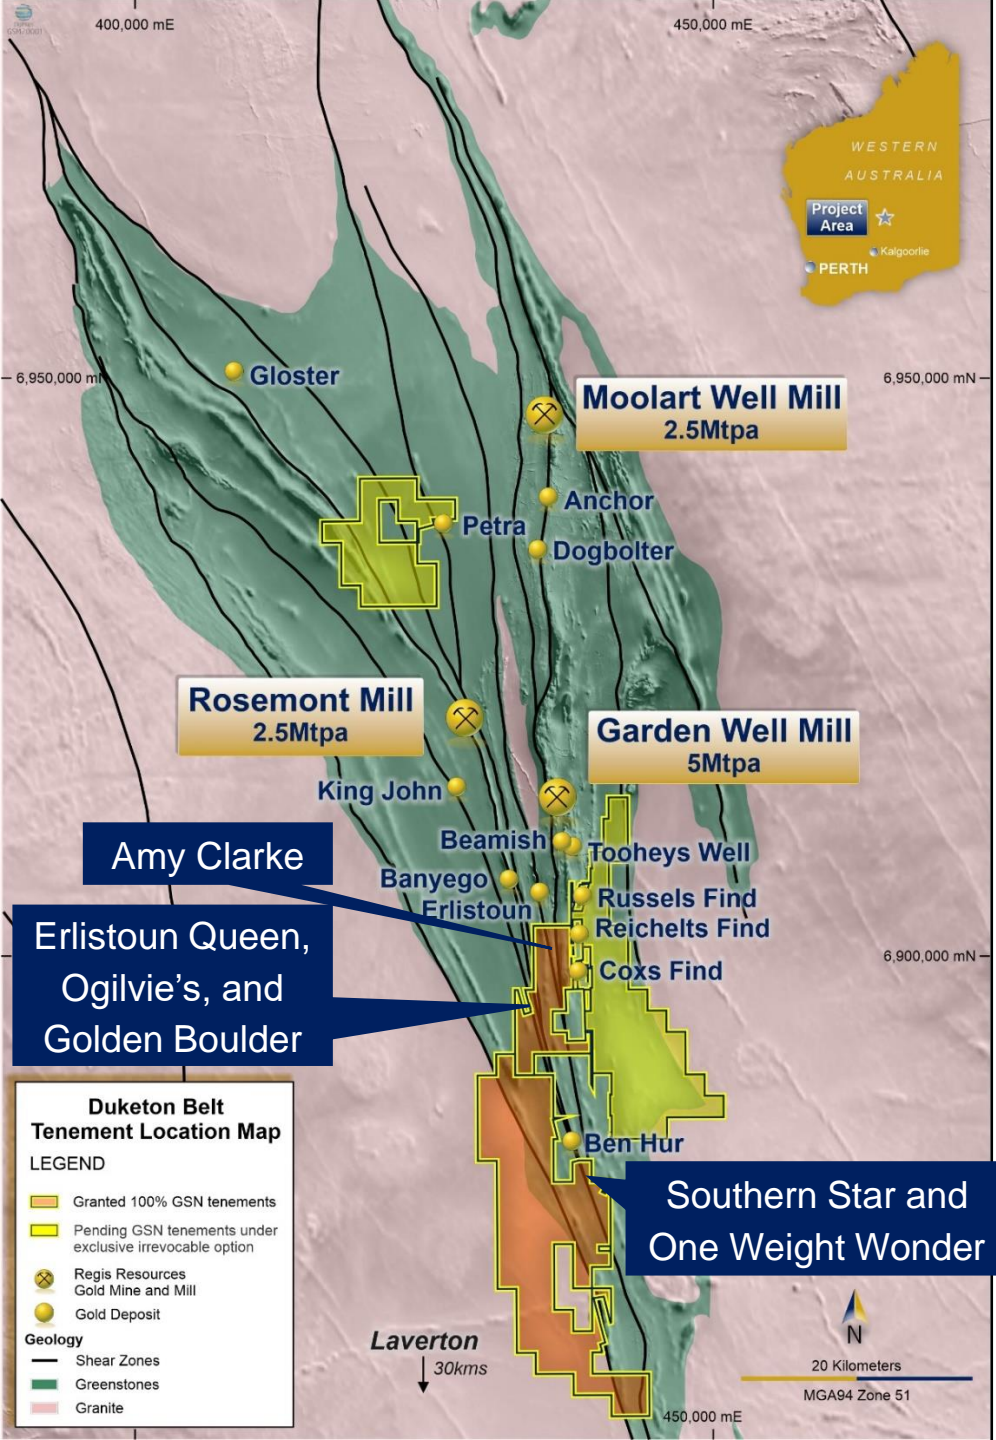 400,000 mE
450,000 mE
WESTERN
AUSTRALIA
Project
Area
Kalgoorlie
PERTH
6,950,000 mN
6,950,000 mN
Gloster
Moolart Well Mill
2.5Mtpa
Anchor
Petra
Dogbolter
Rosemont Mill
2.5Mtpa
Garden Well Mill
5Mtpa
King John
Beamish
Tooheys Well
Amy Clarke
Banyego
Erlistoun
Russels Find
Reichelts Find
Erlistoun Queen,
Ogilvie's, and
Golden Boulder
6,900,000 mN
Coxs Find
Ben Hur
Southern Star and
One Weight Wonder
Duketon Belt
Tenement Location Map
LEGEND
Granted 100% GSN tenements
Pending GSN tenements under
exclusive irrevocable option
Regis Resources
Gold Mine and Mill
Gold Deposit
Geology
Shear Zones
Greenstones
Granite
Laverton
30kms
N
20 Kilometers
MGA94 Zone 51
450,000 mE